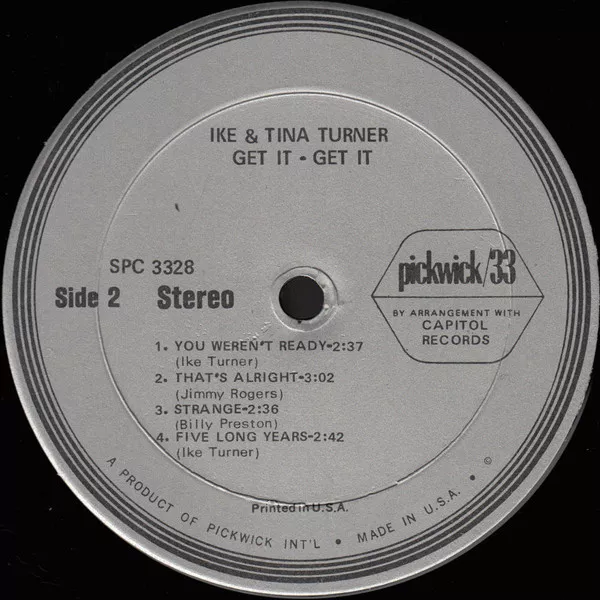 IKE & TINA TURNER
GET IT • GET IT
SPC 3328
Side 2 Stereo
pickwick/33
BY ARRANGEMENT WITH
CAPITOL
RECORDS
1. YOU WEREN'T READY-2:37
(Ike Turner)
2. THAT'S ALRIGHT-3:02
(Jimmy Rogers)
3. STRANGE-2:36
(Billy Preston)
4. FIVE LONG YEARS-2:42
(Ike Turner)
Printed in U.S.A.
A PRODUCT OF PICKWICK INT'L • MADE IN U.S.A. • ©